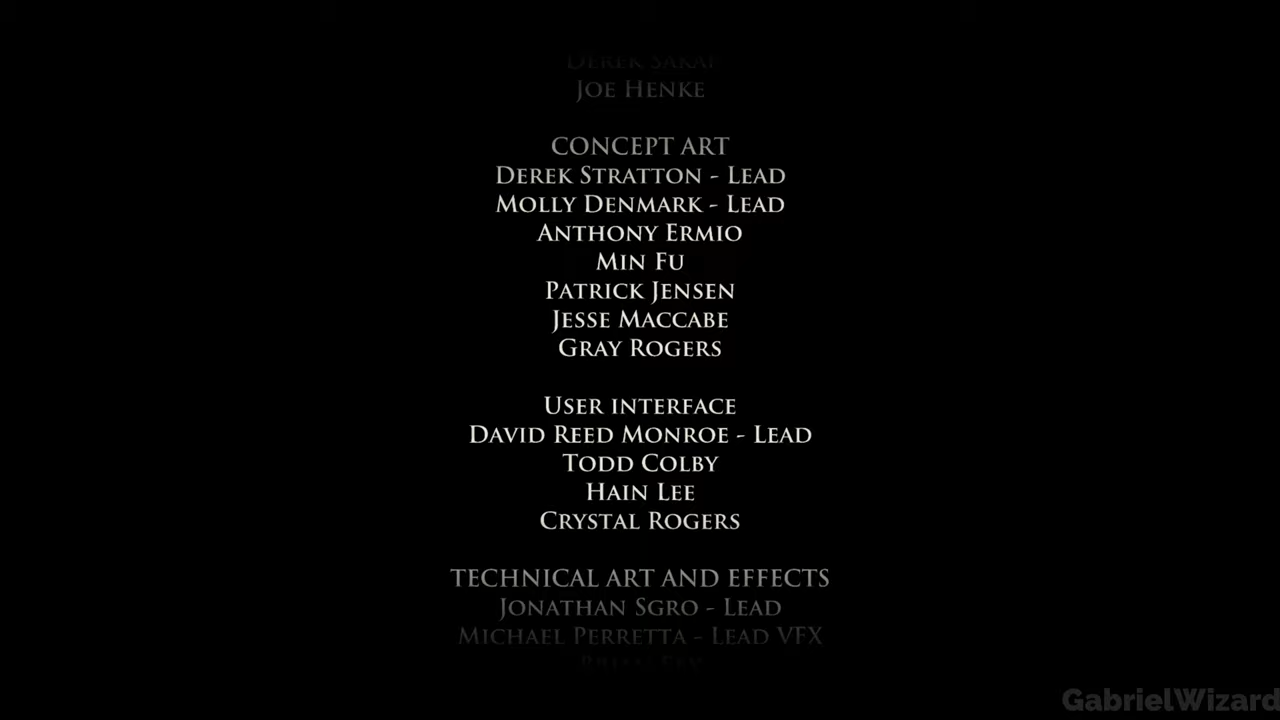 Derek Sakai
Joe Henke
CONCEPT ART
Derek Stratton - Lead
Molly Denmark - Lead
Anthony Ermio
Min Fu
Patrick Jensen
Jesse Maccabe
Gray Rogers
User interface
David Reed Monroe - Lead
Todd Colby
Hain Lee
Crystal Rogers
TECHNICAL ART AND EFFECTS
Jonathan Sgro - Lead
Michael Perretta - Lead VFX
GabrielWizard